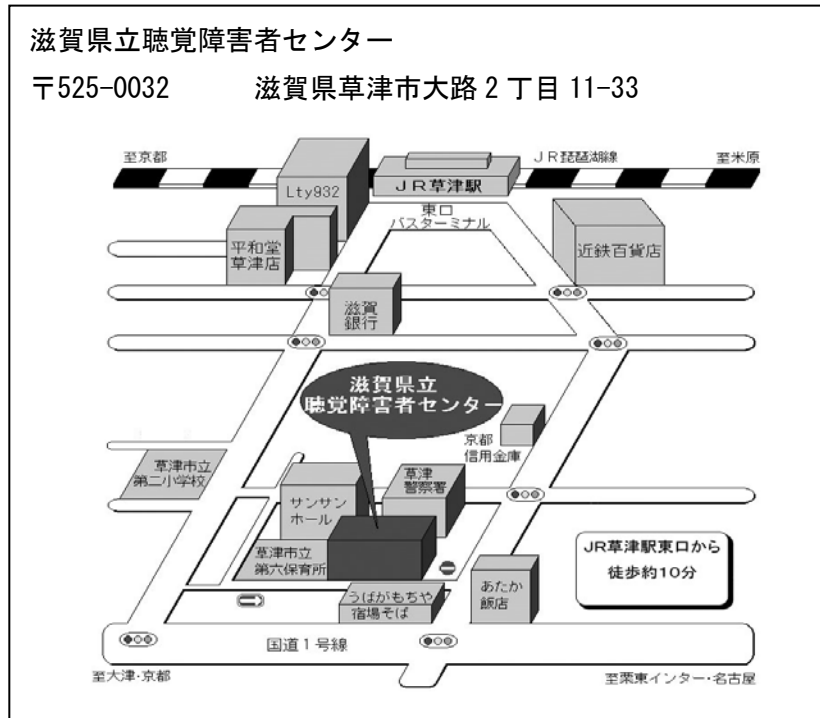 滋賀県立聴覚障害者センター
〒525-0032 滋賀県草津市大路2丁目11-33
至京都
JR琵琶湖線
至米原
Lty932
JR草津駅
東口
バスターミナル
平和堂
草津店
近鉄百貨店
滋賀
銀行
滋賀県立
聴覚障害者センター
京都
信用金庫
草津市立
第二小学校
草津
警察署
サンサン
ホール
草津市立
第六保育所
JR草津駅東口から
徒歩約10分
あたか
飯店
うばがもちや
宿場そば
国道1号線
至大津・京都
至栗東インター・名古屋